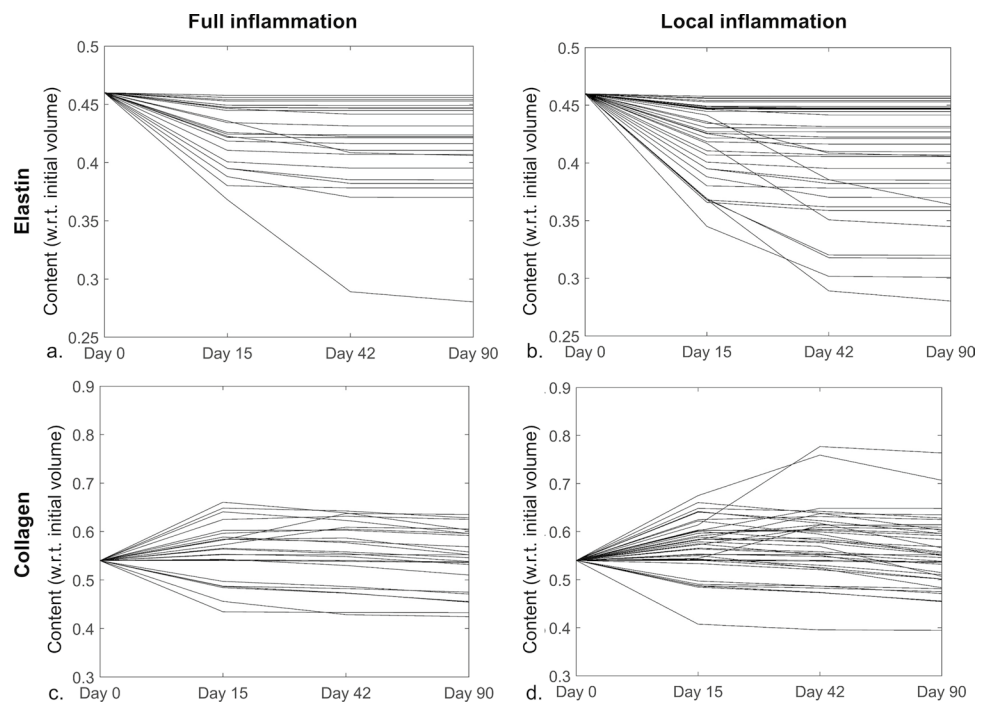 Full inflammation
Local inflammation
Elastin
Content (w.r.t. initial volume)
0.5
0.45
0.4
0.35
0.3
0.25
a.
Day 0
Day 15
Day 42
Day 90
Content (w.r.t. initial volume)
0.5
0.45
0.4
0.35
0.3
0.25
b.
Day 0
Day 15
Day 42
Day 90
Collagen
Content (w.r.t. initial volume)
0.9
0.8
0.7
0.6
0.5
0.4
0.3
c.
Day 0
Day 15
Day 42
Day 90
Content (w.r.t. initial volume)
0.9
0.8
0.7
0.6
0.5
0.4
0.3
d.
Day 0
Day 15
Day 42
Day 90